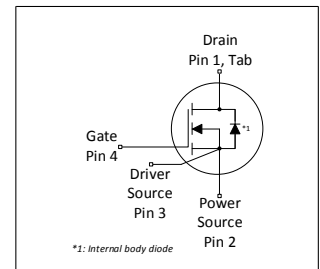 Drain
Pin 1, Tab
*1
Gate
Pin 4
Driver
Source
Pin 3
Power
Source
Pin 2
*1: Internal body diode